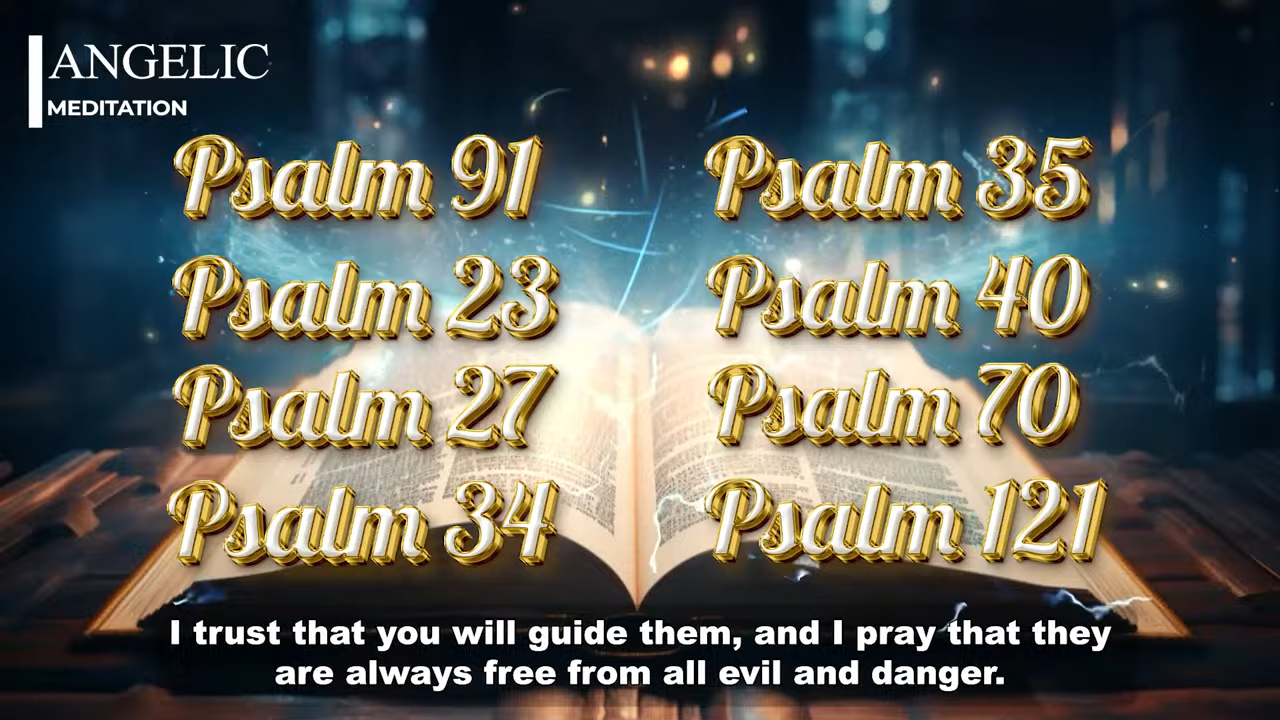 ANGELIC
MEDITATION
Psalm 91
Psalm 23
Psalm 27
Psalm 34
Psalm 35
Psalm 40
Psalm 70
Psalm 121
I trust that you will guide them, and I pray that they
are always free from all evil and danger.